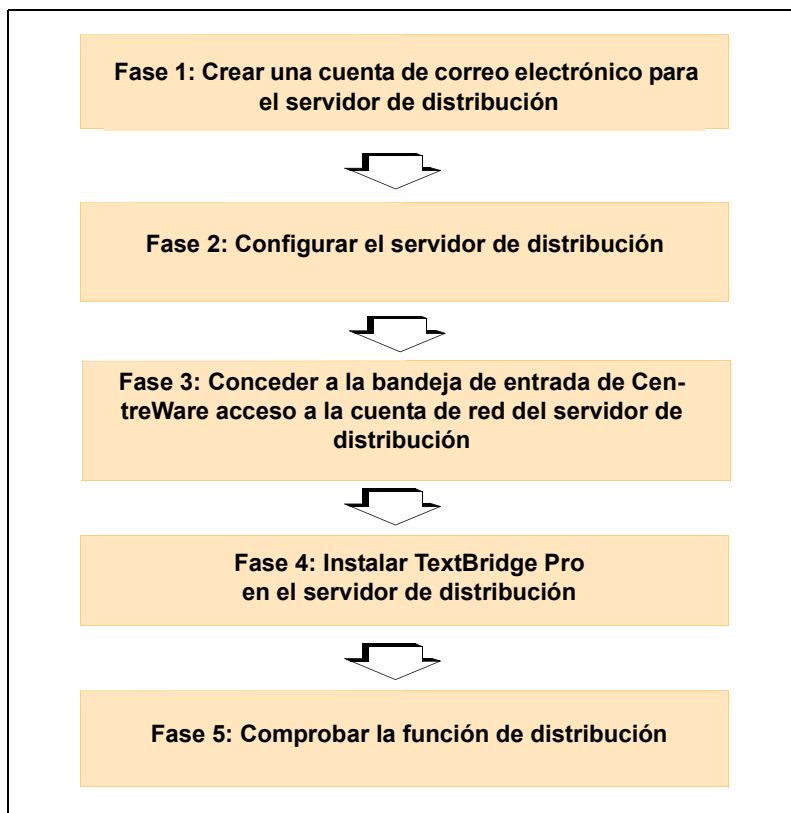 Fase 1: Crear una cuenta de correo electrónico para
el servidor de distribución
Fase 2: Configurar el servidor de distribución
Fase 3: Conceder a la bandeja de entrada de Cen-
treWare acceso a la cuenta de red del servidor de
distribución
Fase 4: Instalar TextBridge Pro
en el servidor de distribución
Fase 5: Comprobar la función de distribución